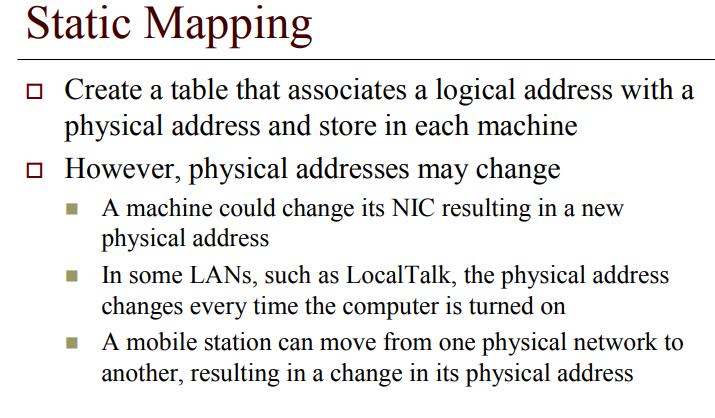 Static Mapping
Create a table that associates a logical address with a
physical address and store in each machine
However, physical addresses may change
A machine could change its NIC resulting in a new
physical address
In some LANs, such as LocalTalk, the physical address
changes every time the computer is turned on
A mobile station can move from one physical network to
another, resulting in a change in its physical address